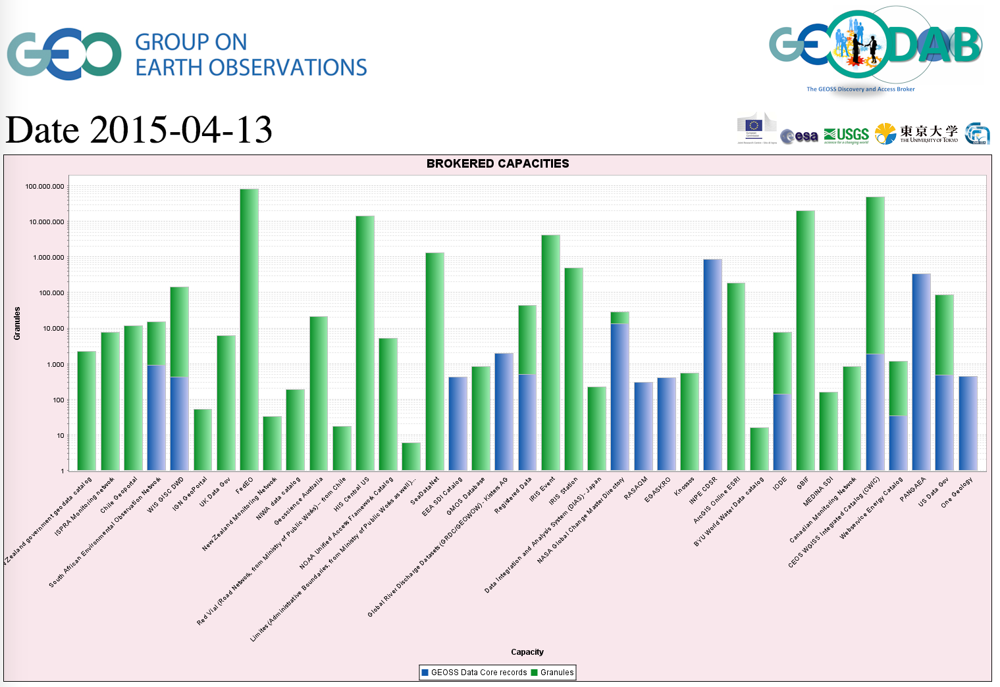 GEO
GROUP ON
EARTH OBSERVATIONS
GEO DAB
The GEOSS Discovery and Access Broker
Date 2015-04-13
European
Commission
esa
USGS
science for a changing world
東京大学
THE UNIVERSITY OF TOKYO
BROKERED CAPACITIES
Granules
100.000.000
10.000.000
1.000.000
100.000
10.000
1.000
100
10
1
Zealand government geodata catalog
ISPRA Monitoring network
Chile Geoportal
South African Environmental Observation Network
WIS GISC DWD
IGN GeoPortal
UK Data Gov
FedEO
New Zealand Monitoring Network
NIWA data catalog
Geoscience Australia
Red Vial (Road Network, from Ministry of Public Works) -- from Chile
HIS Central US
NOAA Unified Access Framework Catalog
Limites (Administrative Boundaries, from Ministry of Public Works as well)...
SeaDataNet
EEA SDI Catalog
GMOS Database
Global River Discharge Datasets (GRDC/GEOWOW) - Kisters AG
Registered Data
IRIS Event
IRIS Station
Data Integration and Analysis System (DIAS) - Japan
NASA Global Change Master Directory
RASAQM
EGASKRO
Knossos
INPE CDSR
ArcGIS Online ESRI
BYU World Water Data catalog
IODE
GBIF
MEDINA SDI
Canadian Monitoring Network
CEOS WGISS Integrated Catalog (CWIC)
Webservice Energy Catalog
PANGAEA
US Data Gov
One Geology
Capacity
GEOSS Data Core records
Granules